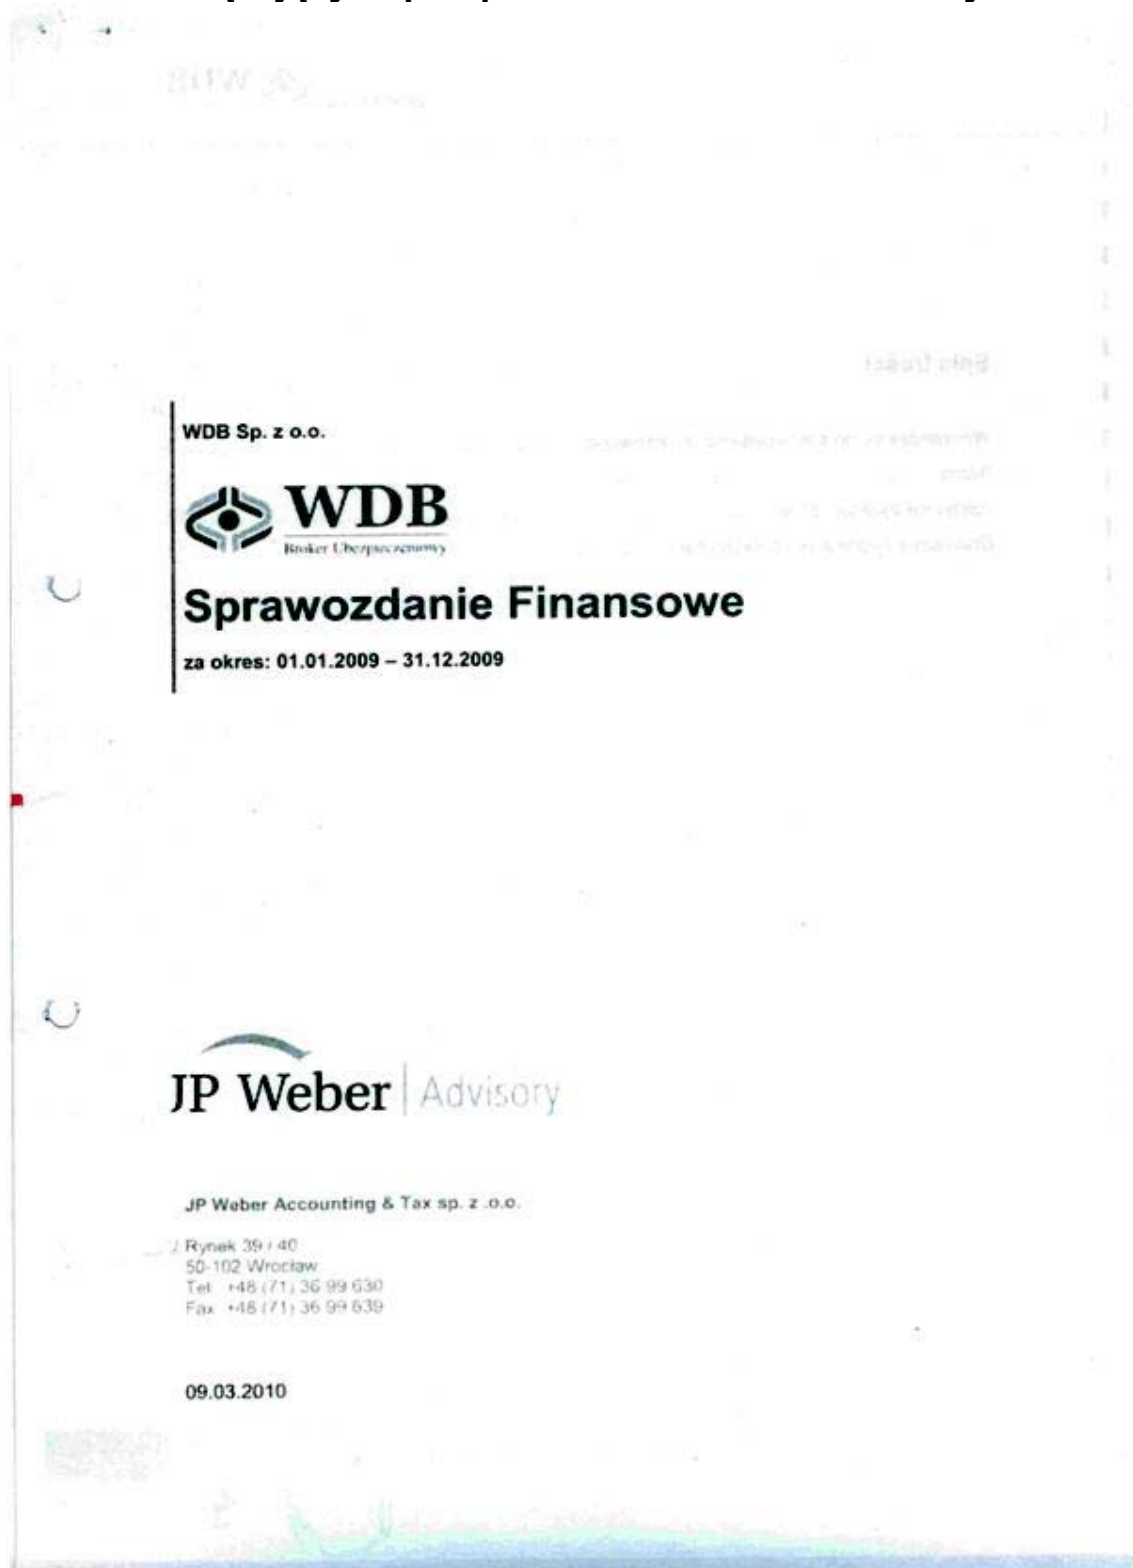 WDB Sp. z o.o.
WDB
Broker Ubezpieczeniowy
Sprawozdanie Finansowe
za okres: 01.01.2009 – 31.12.2009
JP Weber | Advisory
JP Weber Accounting & Tax sp. z .o.o.
Rynek 39 / 40
50-102 Wrocław
Tel +48 (71) 36 99 630
Fax +48 (71) 36 99 639
09.03.2010